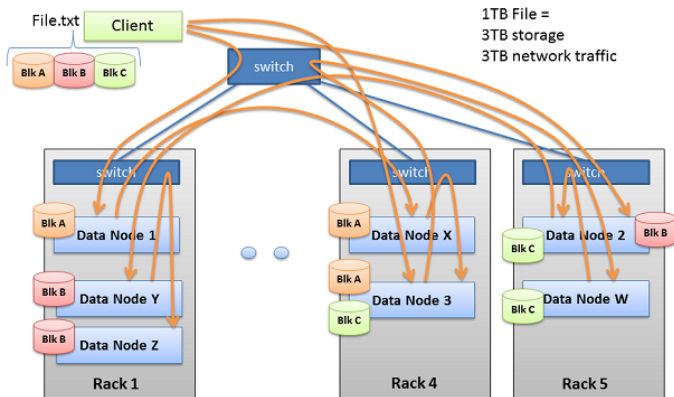 File.txt
Client
Blk A
Blk B
Blk C
1TB File =
3TB storage
3TB network traffic
switch
switch
switch
switch
Blk A
Data Node 1
Blk B
Data Node Y
Blk B
Data Node Z
Rack 1
Blk A
Data Node X
Blk A
Data Node 3
Blk C
Rack 4
Data Node 2
Blk B
Blk C
Data Node W
Blk C
Rack 5